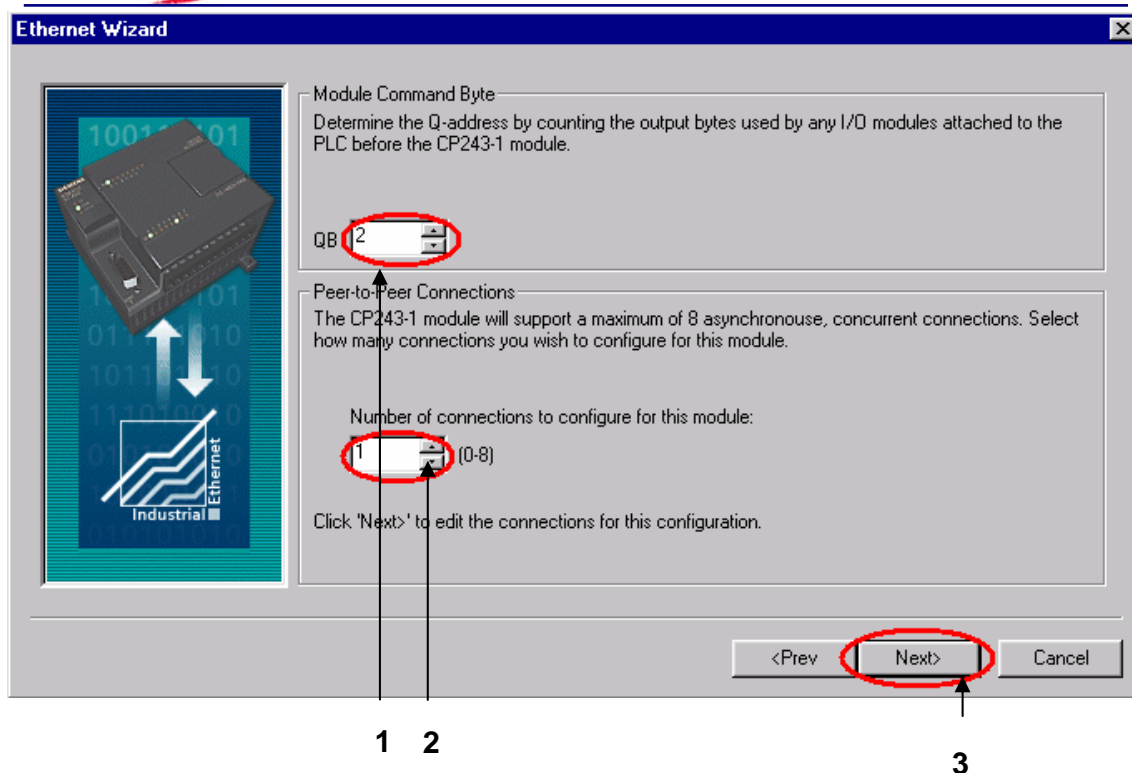 Ethernet Wizard
Module Command Byte
Determine the Q-address by counting the output bytes used by any I/O modules attached to the
PLC before the CP243-1 module.
QB 2
Peer-to-Peer Connections
The CP243-1 module will support a maximum of 8 asynchronouse, concurrent connections. Select
how many connections you wish to configure for this module.
Number of connections to configure for this module:
1 (0-8)
Click 'Next>' to edit the connections for this configuration.
Industrial
Ethernet
<Prev
Next>
Cancel
1 2
3